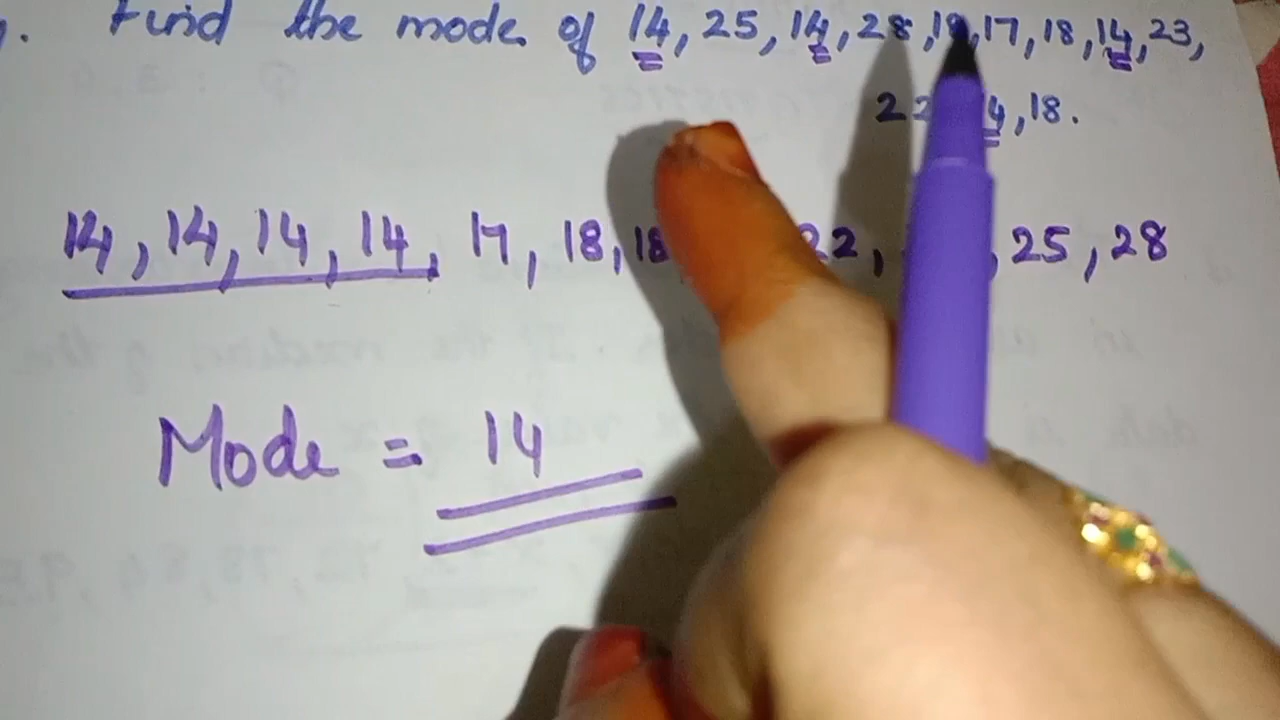 . Find the mode of 14, 25, 14, 28, 18, 17, 18, 14, 23,
22, 14, 18.
14, 14, 14, 14, 17, 18, 18, 22, , 25, 28
Mode = 14